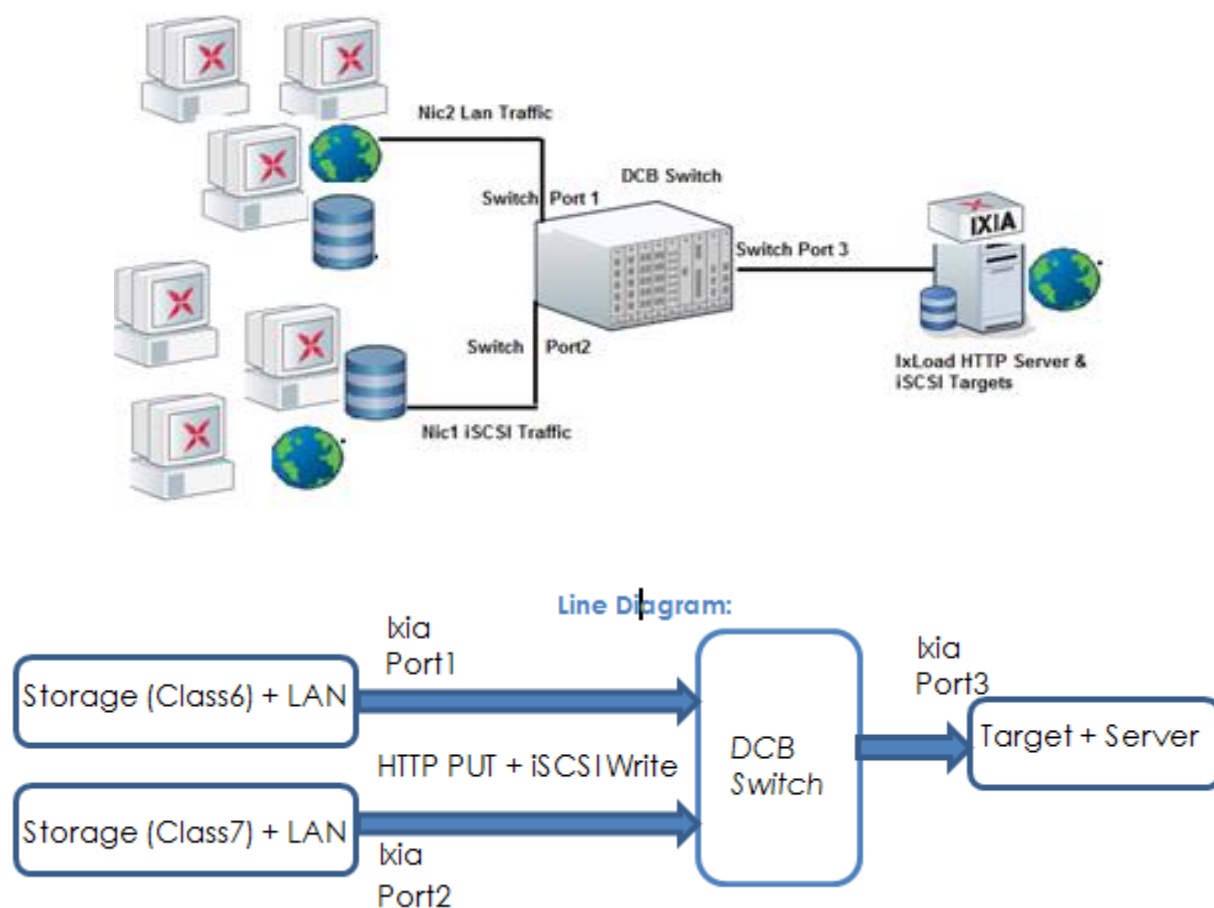 Nic2 Lan Traffic
DCB Switch
Switch Port 1
IXIA
Switch Port 3
Switch Port2
IxLoad HTTP Server &
iSCSI Targets
Nic1 iSCSI Traffic
Line Diagram:
Ixia
Port1
Ixia
Port3
Storage (Class6) + LAN
Target + Server
HTTP PUT + iSCSI Write
DCB
Switch
Storage (Class7) + LAN
Ixia
Port2